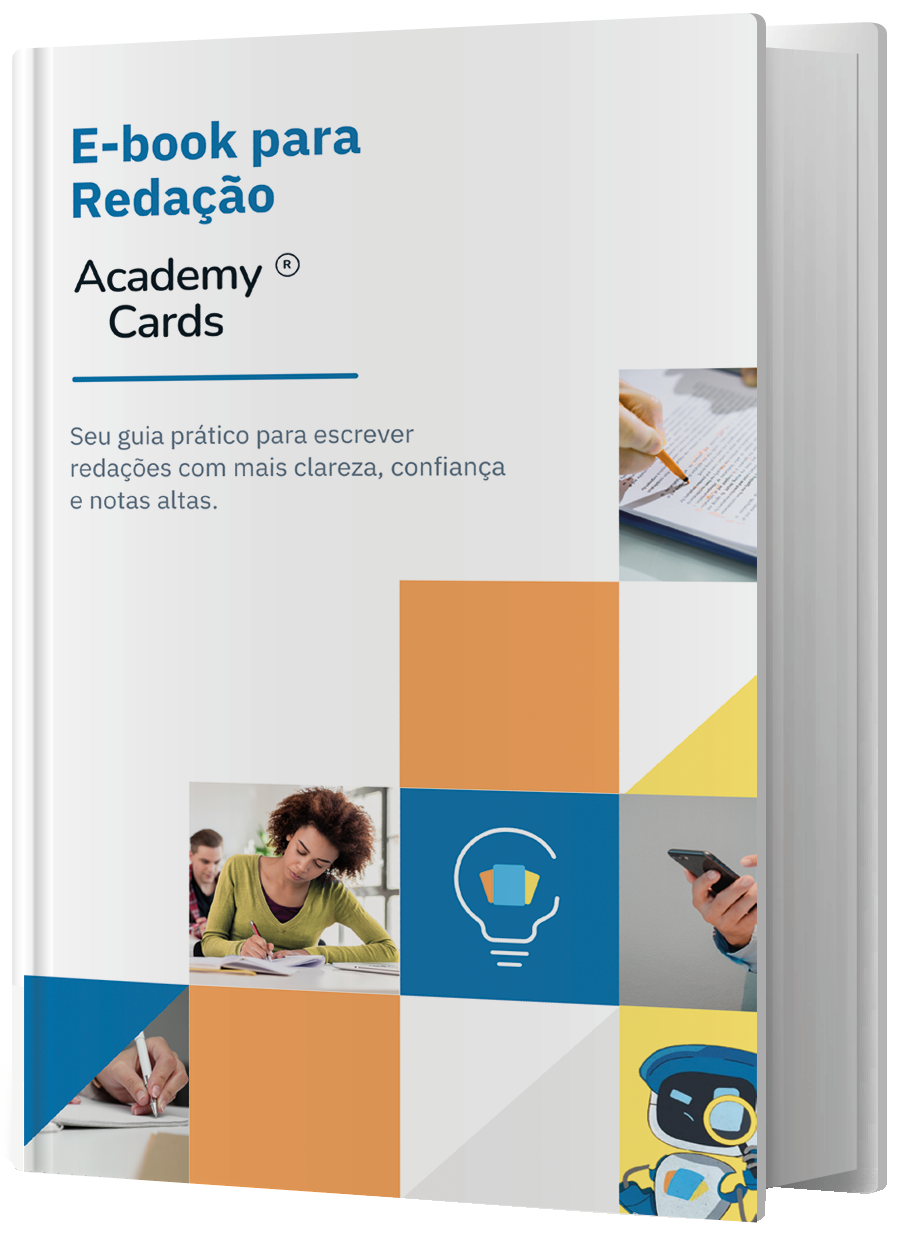 E-book para
Redação
Academy ®
Cards
Seu guia prático para escrever
redações com mais clareza, confiança
e notas altas.